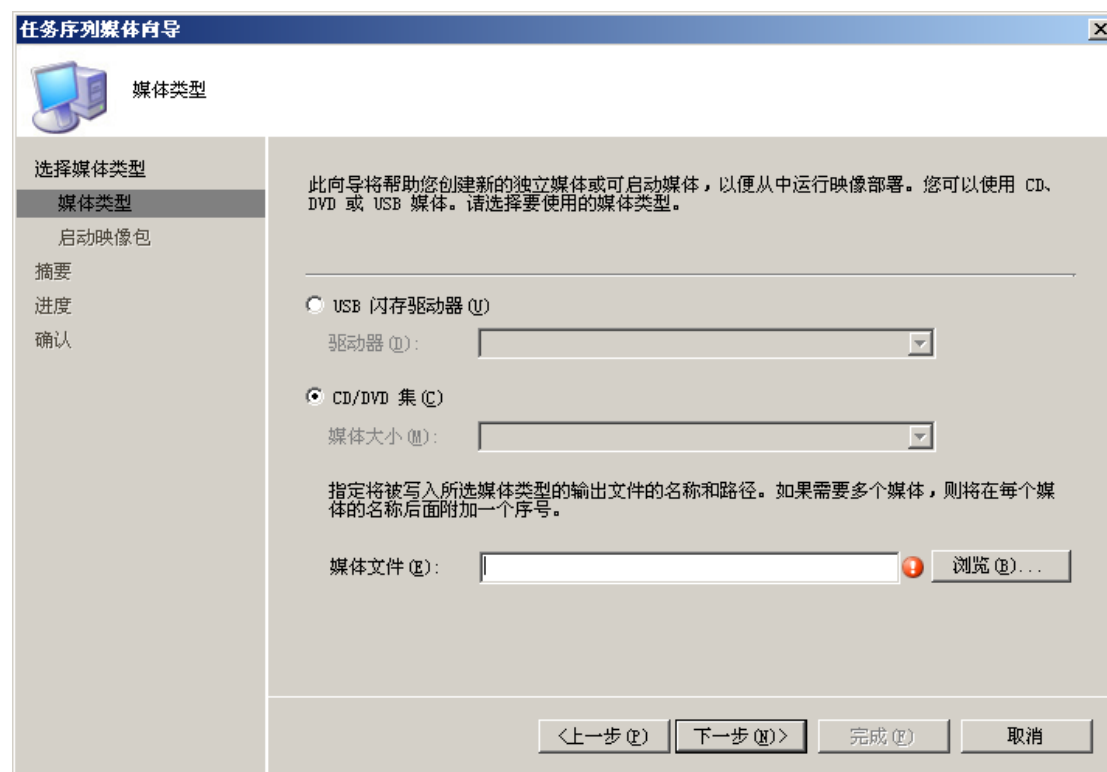 任务序列媒体向导
媒体类型
选择媒体类型
媒体类型
启动映像包
摘要
进度
确认
此向导将帮助您创建新的独立媒体或可启动媒体，以便从中运行映像部署。您可以使用 CD、
DVD 或 USB 媒体。请选择要使用的媒体类型。
USB 闪存驱动器(U)
驱动器(D):
CD/DVD 集(C)
媒体大小(M):
指定将被写入所选媒体类型的输出文件的名称和路径。如果需要多个媒体，则将在每个媒
体的名称后面附加一个序号。
媒体文件(E):
浏览(B)...
<上一步(P)
下一步(N)>
完成(F)
取消